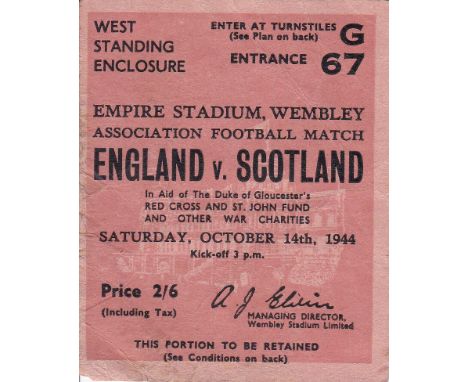 WEST
STANDING
ENCLOSURE
ENTER AT TURNSTILES
(See Plan on back)
G
ENTRANCE
67
EMPIRE STADIUM, WEMBLEY
ASSOCIATION FOOTBALL MATCH
ENGLAND v. SCOTLAND
In Aid of The Duke of Gloucester's
RED CROSS AND ST. JOHN FUND
AND OTHER WAR CHARITIES
SATURDAY, OCTOBER 14th, 1944
Kick-off 3 p.m.
Price 2/6
(Including Tax)
A J Elvin
MANAGING DIRECTOR,
Wembley Stadium Limited
THIS PORTION TO BE RETAINED
(See Conditions on back)